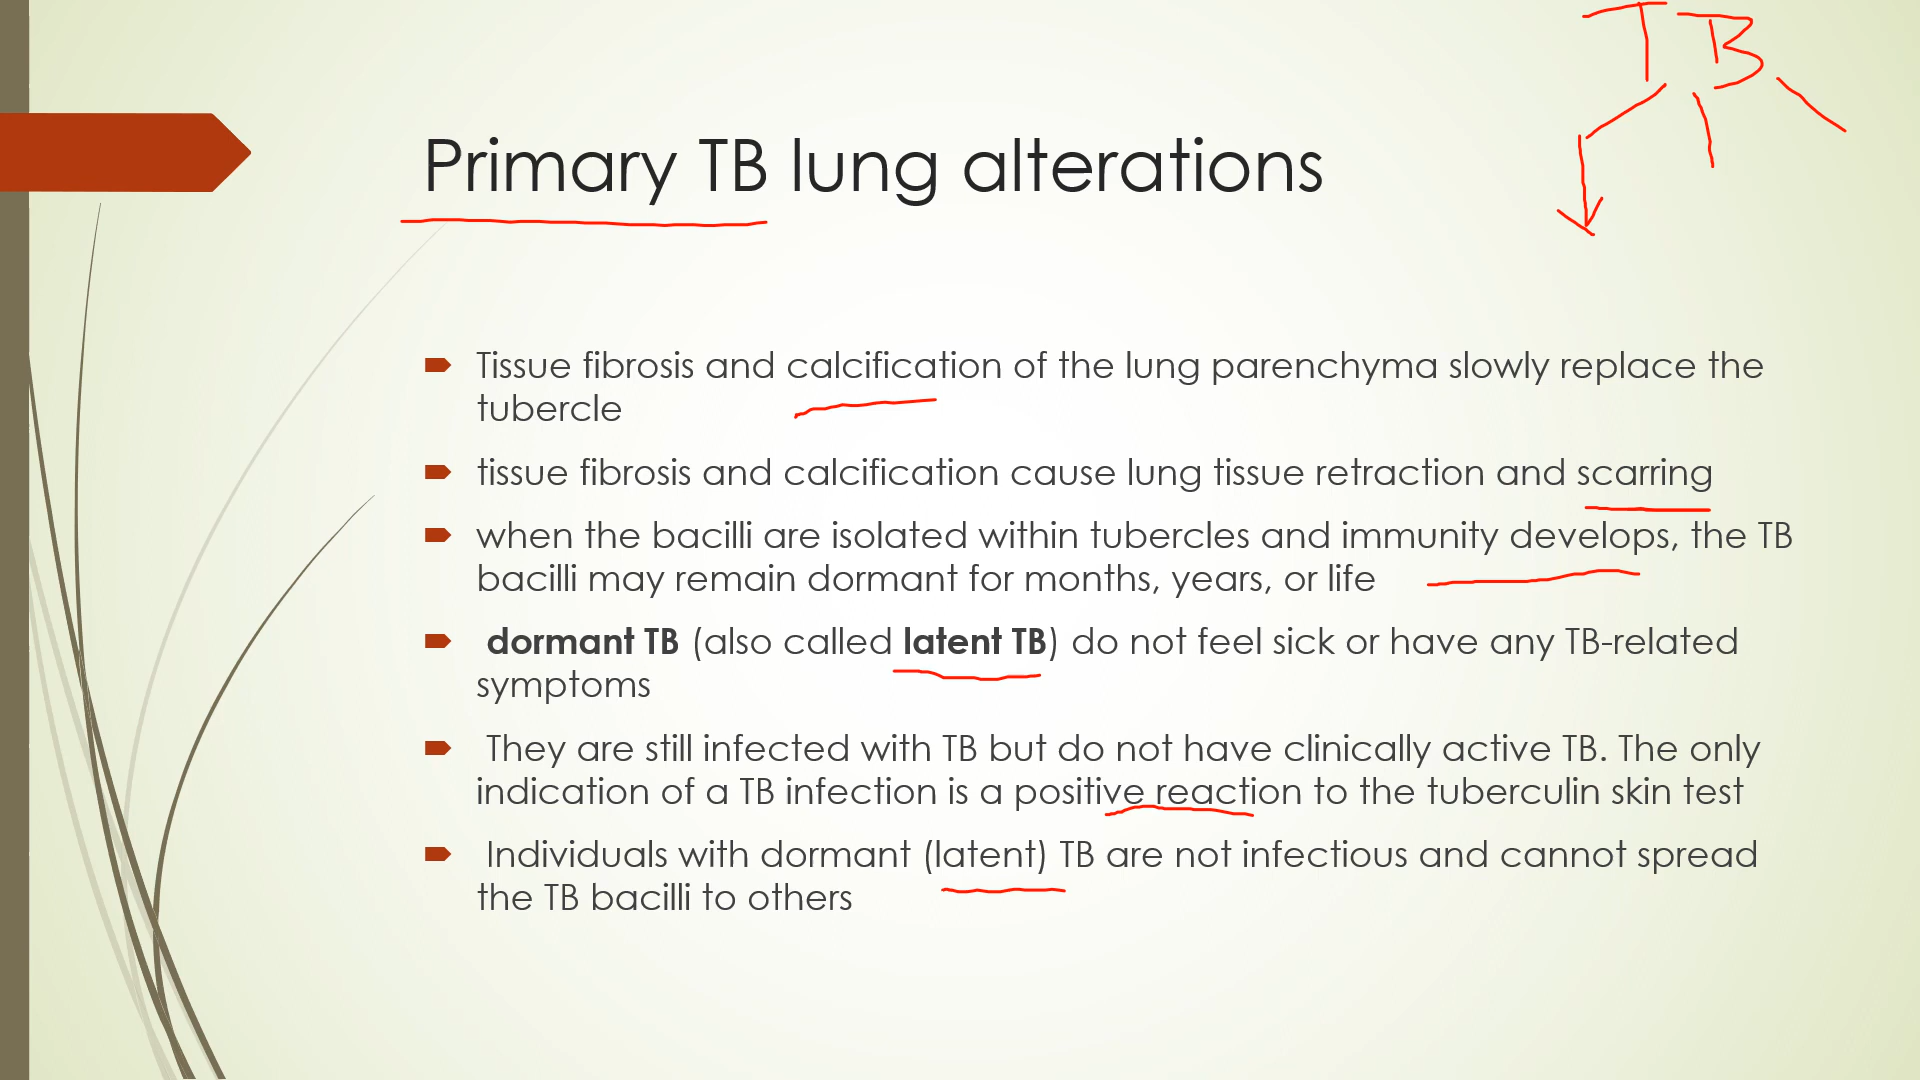 TB
Primary TB lung alterations
Tissue fibrosis and calcification of the lung parenchyma slowly replace the
tubercle
tissue fibrosis and calcification cause lung tissue retraction and scarring
when the bacilli are isolated within tubercles and immunity develops, the TB
bacilli may remain dormant for months, years, or life
dormant TB (also called latent TB) do not feel sick or have any TB-related
symptoms
They are still infected with TB but do not have clinically active TB. The only
indication of a TB infection is a positive reaction to the tuberculin skin test
Individuals with dormant (latent) TB are not infectious and cannot spread
the TB bacilli to others